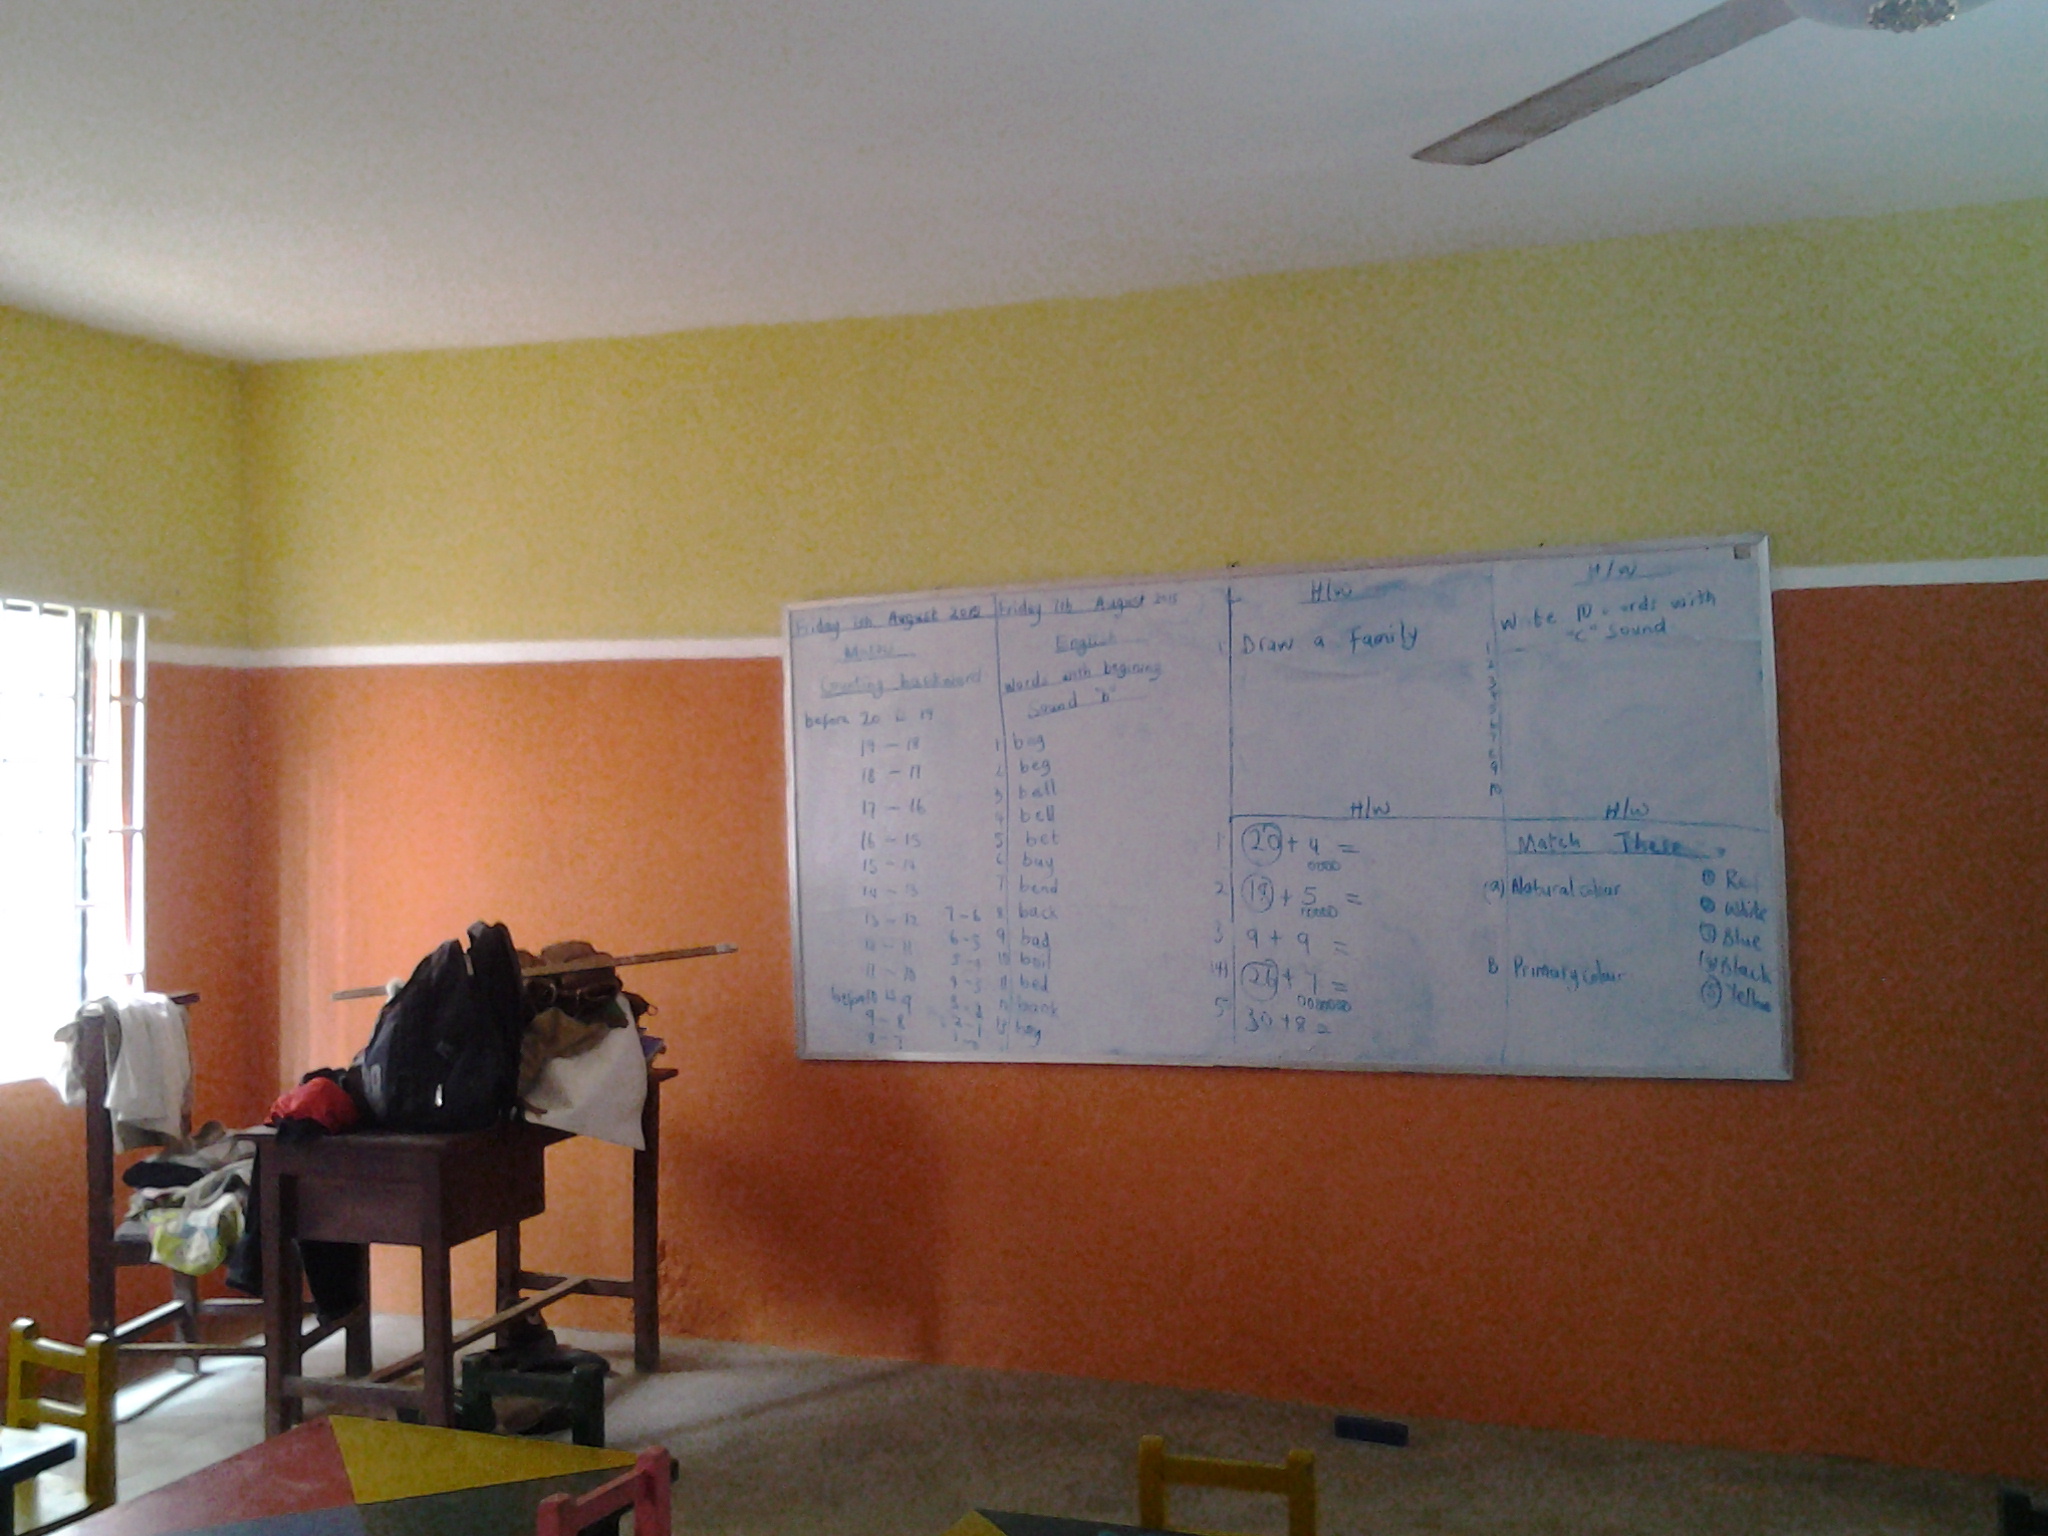 Friday 7th August 2015
Maths
Counting backward
before 20 is 19
19 - 18
18 - 17
17 - 16
16 - 15
15 - 14
14 - 13
13 - 12
12 - 11
11 - 10
before 10 is 9
9 - 8
8 - 7
7 - 6
6 - 5
5 - 4
4 - 3
3 - 2
2 - 1
Friday 7th August 2015
English
Words with begining
Sound "b"
1 bag
2 beg
3 ball
4 bell
5 bet
6 buy
7 bend
8 back
9 bad
10 boil
11 bed
12 bank
13 boy
H/W
1 Draw a family
H/W
Write 10 words with
"c" Sound
1
2
3
4
5
6
7
8
9
10
H/W
1 20 + 4 =
2 18 + 5 =
3 9 + 9 =
(4) 26 + 7 =
5 30 + 8 =
H/W
Match These
(a) Natural colour
B Primary colour
① Red
② White
③ Blue
(4) Black
⑤ Yellow